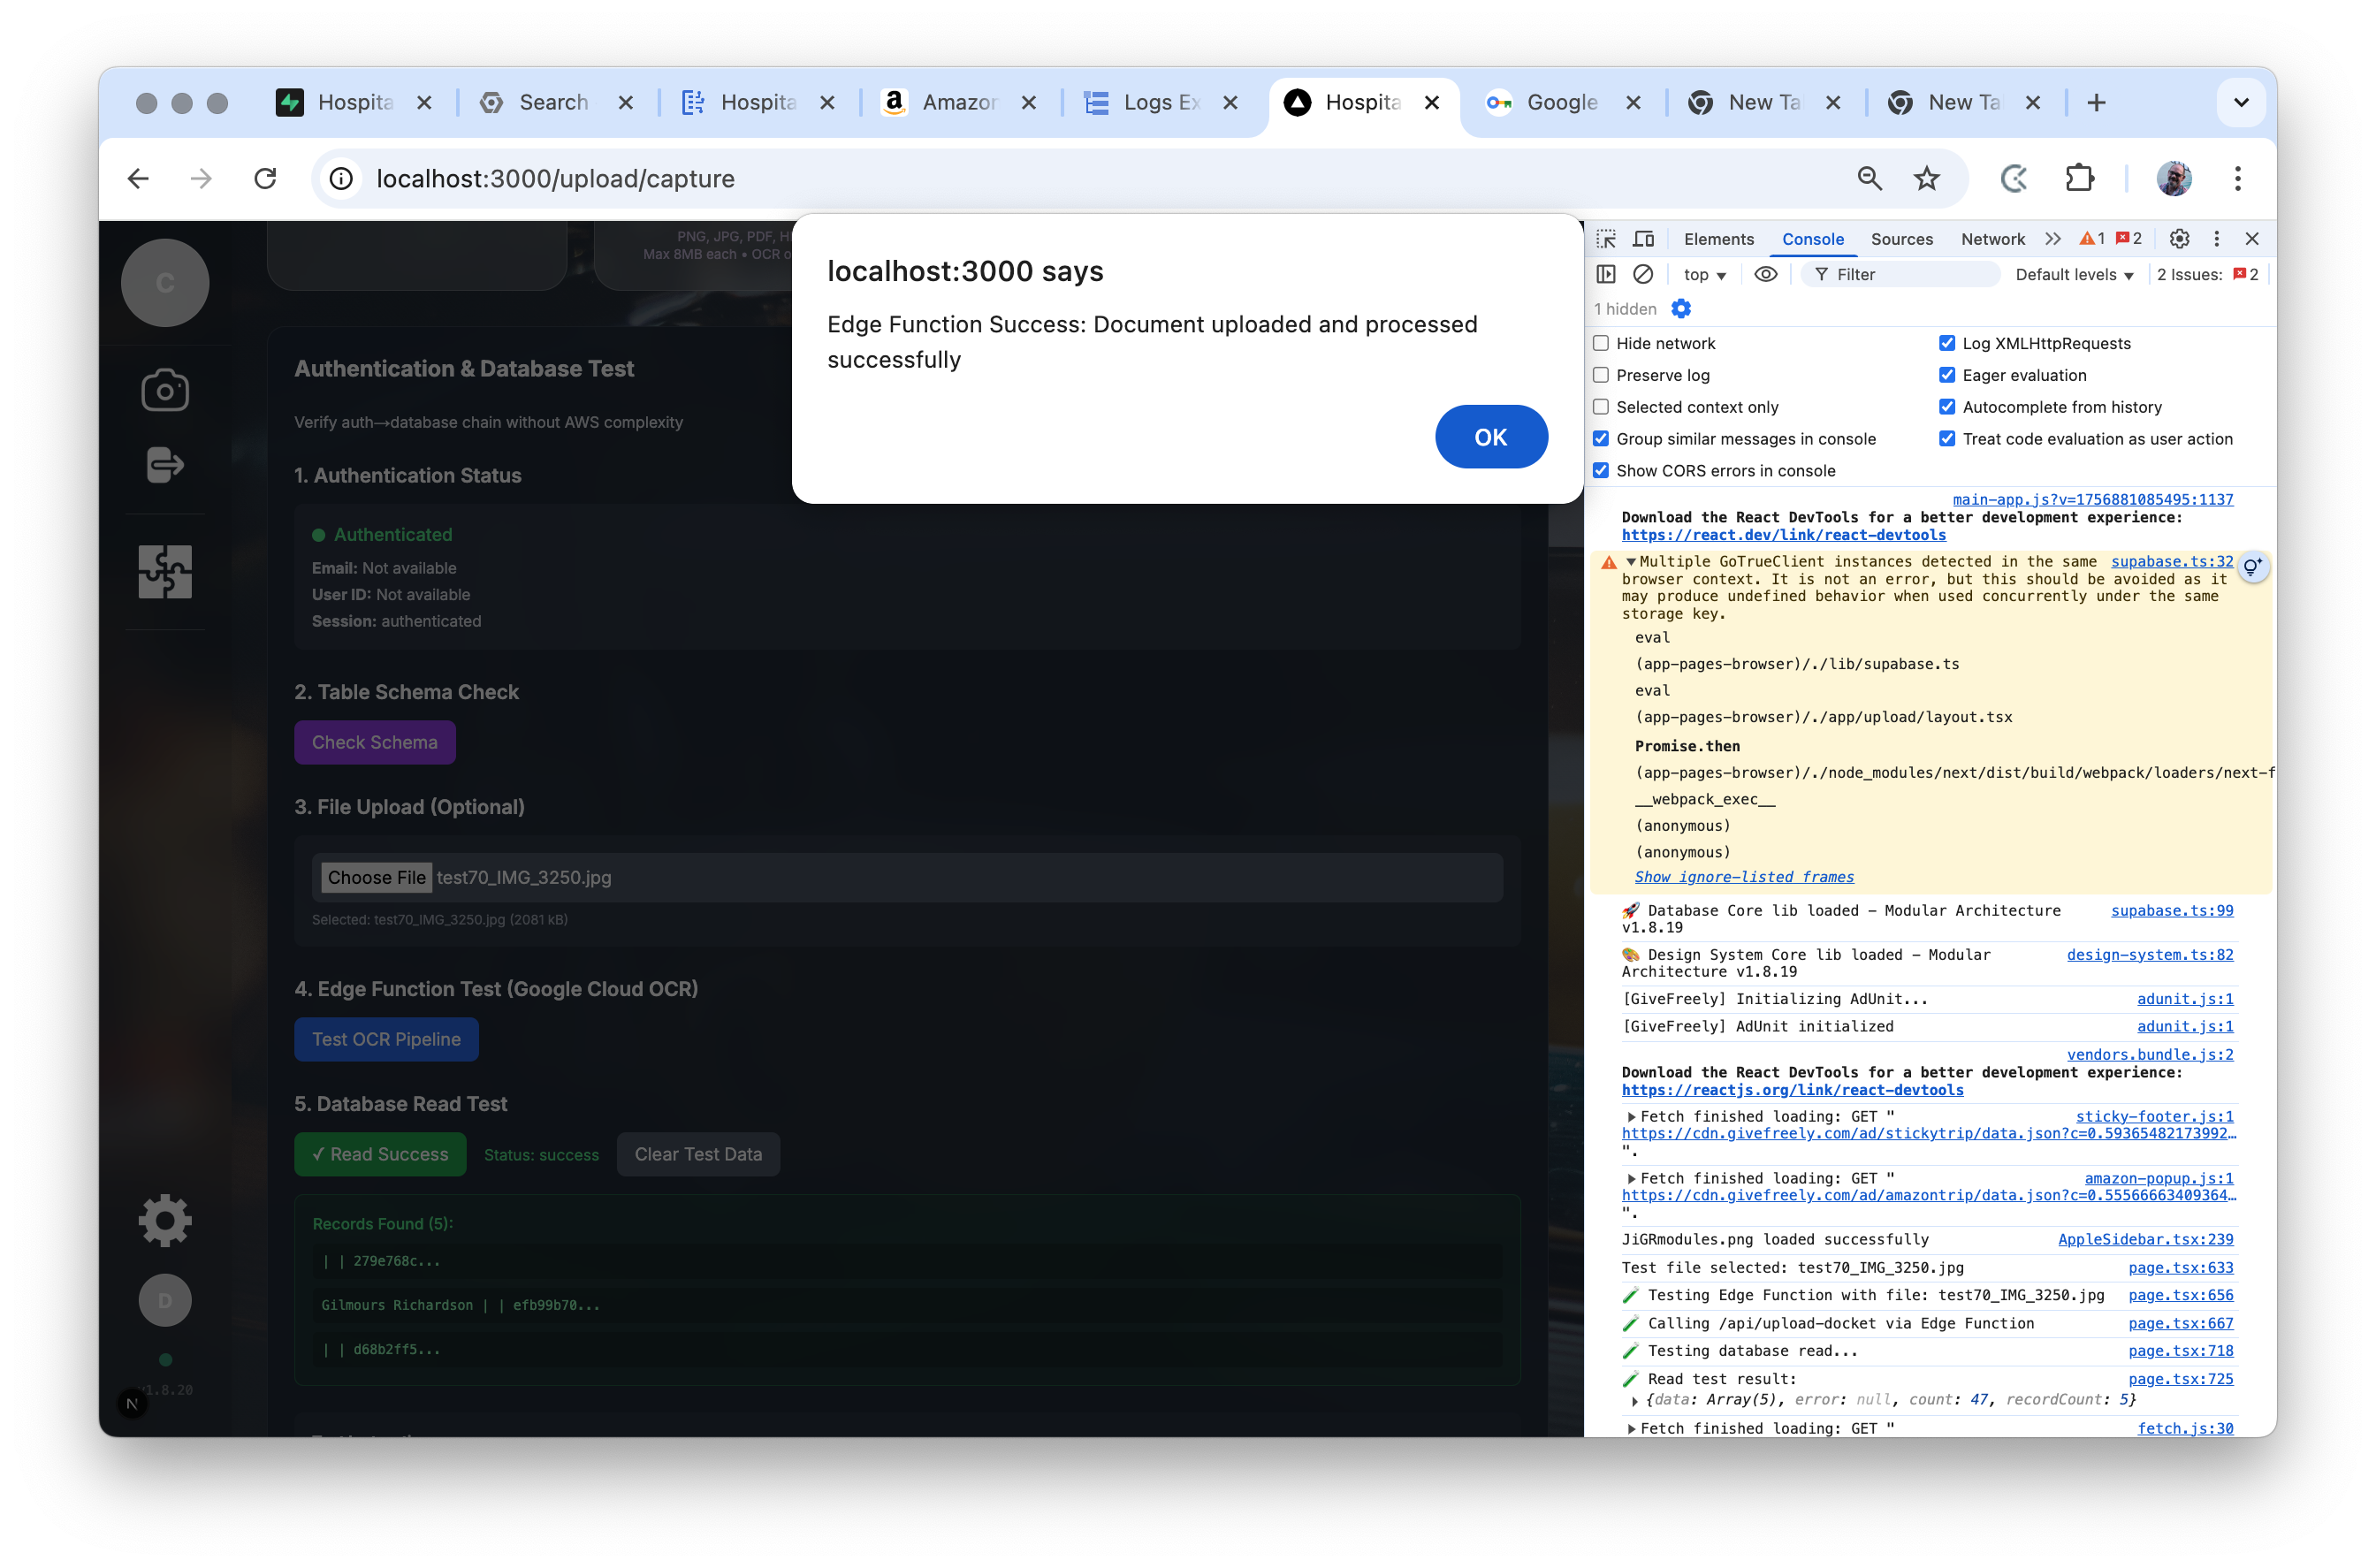 Hospita
Search
Hospita
Amazon
Logs Ex
Hospita
Google
New Ta
New Ta
localhost:3000/upload/capture
C
PNG, JPG, PDF, H
Max 8MB each • OCR o
localhost:3000 says
Edge Function Success: Document uploaded and processed
successfully
OK
Authentication & Database Test
Verify auth→database chain without AWS complexity
1. Authentication Status
Authenticated
Email: Not available
User ID: Not available
Session: authenticated
2. Table Schema Check
Check Schema
3. File Upload (Optional)
Choose File test70_IMG_3250.jpg
Selected: test70_IMG_3250.jpg (2081 kB)
4. Edge Function Test (Google Cloud OCR)
Test OCR Pipeline
5. Database Read Test
✓ Read Success Status: success Clear Test Data
Records Found (5):
| | 279e768c...
Gilmours Richardson | | efb99b70...
| | d68b2ff5...
D
v1.8.20
N
Elements Console Sources Network 1 2
top Filter Default levels 2 Issues: 2
1 hidden
Hide network Log XMLHttpRequests
Preserve log Eager evaluation
Selected context only Autocomplete from history
Group similar messages in console Treat code evaluation as user action
Show CORS errors in console
main-app.js?v=1756881085495:1137
Download the React DevTools for a better development experience:
https://react.dev/link/react-devtools
Multiple GoTrueClient instances detected in the same supabase.ts:32
browser context. It is not an error, but this should be avoided as it
may produce undefined behavior when used concurrently under the same
storage key.
eval
(app-pages-browser)/./lib/supabase.ts
eval
(app-pages-browser)/./app/upload/layout.tsx
Promise.then
(app-pages-browser)/./node_modules/next/dist/build/webpack/loaders/next-f
__webpack_exec__
(anonymous)
(anonymous)
Show ignore-listed frames
🚀 Database Core lib loaded - Modular Architecture supabase.ts:99
v1.8.19
🎨 Design System Core lib loaded - Modular design-system.ts:82
Architecture v1.8.19
[GiveFreely] Initializing AdUnit... adunit.js:1
[GiveFreely] AdUnit initialized adunit.js:1
vendors.bundle.js:2
Download the React DevTools for a better development experience:
https://reactjs.org/link/react-devtools
Fetch finished loading: GET " sticky-footer.js:1
https://cdn.givefreely.com/ad/stickytrip/data.json?c=0.59365482173992…
".
Fetch finished loading: GET " amazon-popup.js:1
https://cdn.givefreely.com/ad/amazontrip/data.json?c=0.55566663409364…
".
JiGRmodules.png loaded successfully AppleSidebar.tsx:239
Test file selected: test70_IMG_3250.jpg page.tsx:633
🧪 Testing Edge Function with file: test70_IMG_3250.jpg page.tsx:656
🧪 Calling /api/upload-docket via Edge Function page.tsx:667
🧪 Testing database read... page.tsx:718
🧪 Read test result: page.tsx:725
{data: Array(5), error: null, count: 47, recordCount: 5}
Fetch finished loading: GET " fetch.js:30